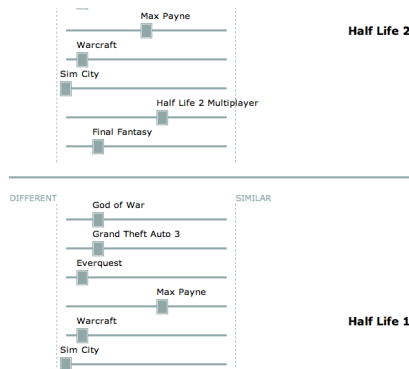 Max Payne
Half Life 2
Warcraft
Sim City
Half Life 2 Multiplayer
Final Fantasy
DIFFERENT
SIMILAR
God of War
Grand Theft Auto 3
Everquest
Max Payne
Warcraft
Half Life 1
Sim City